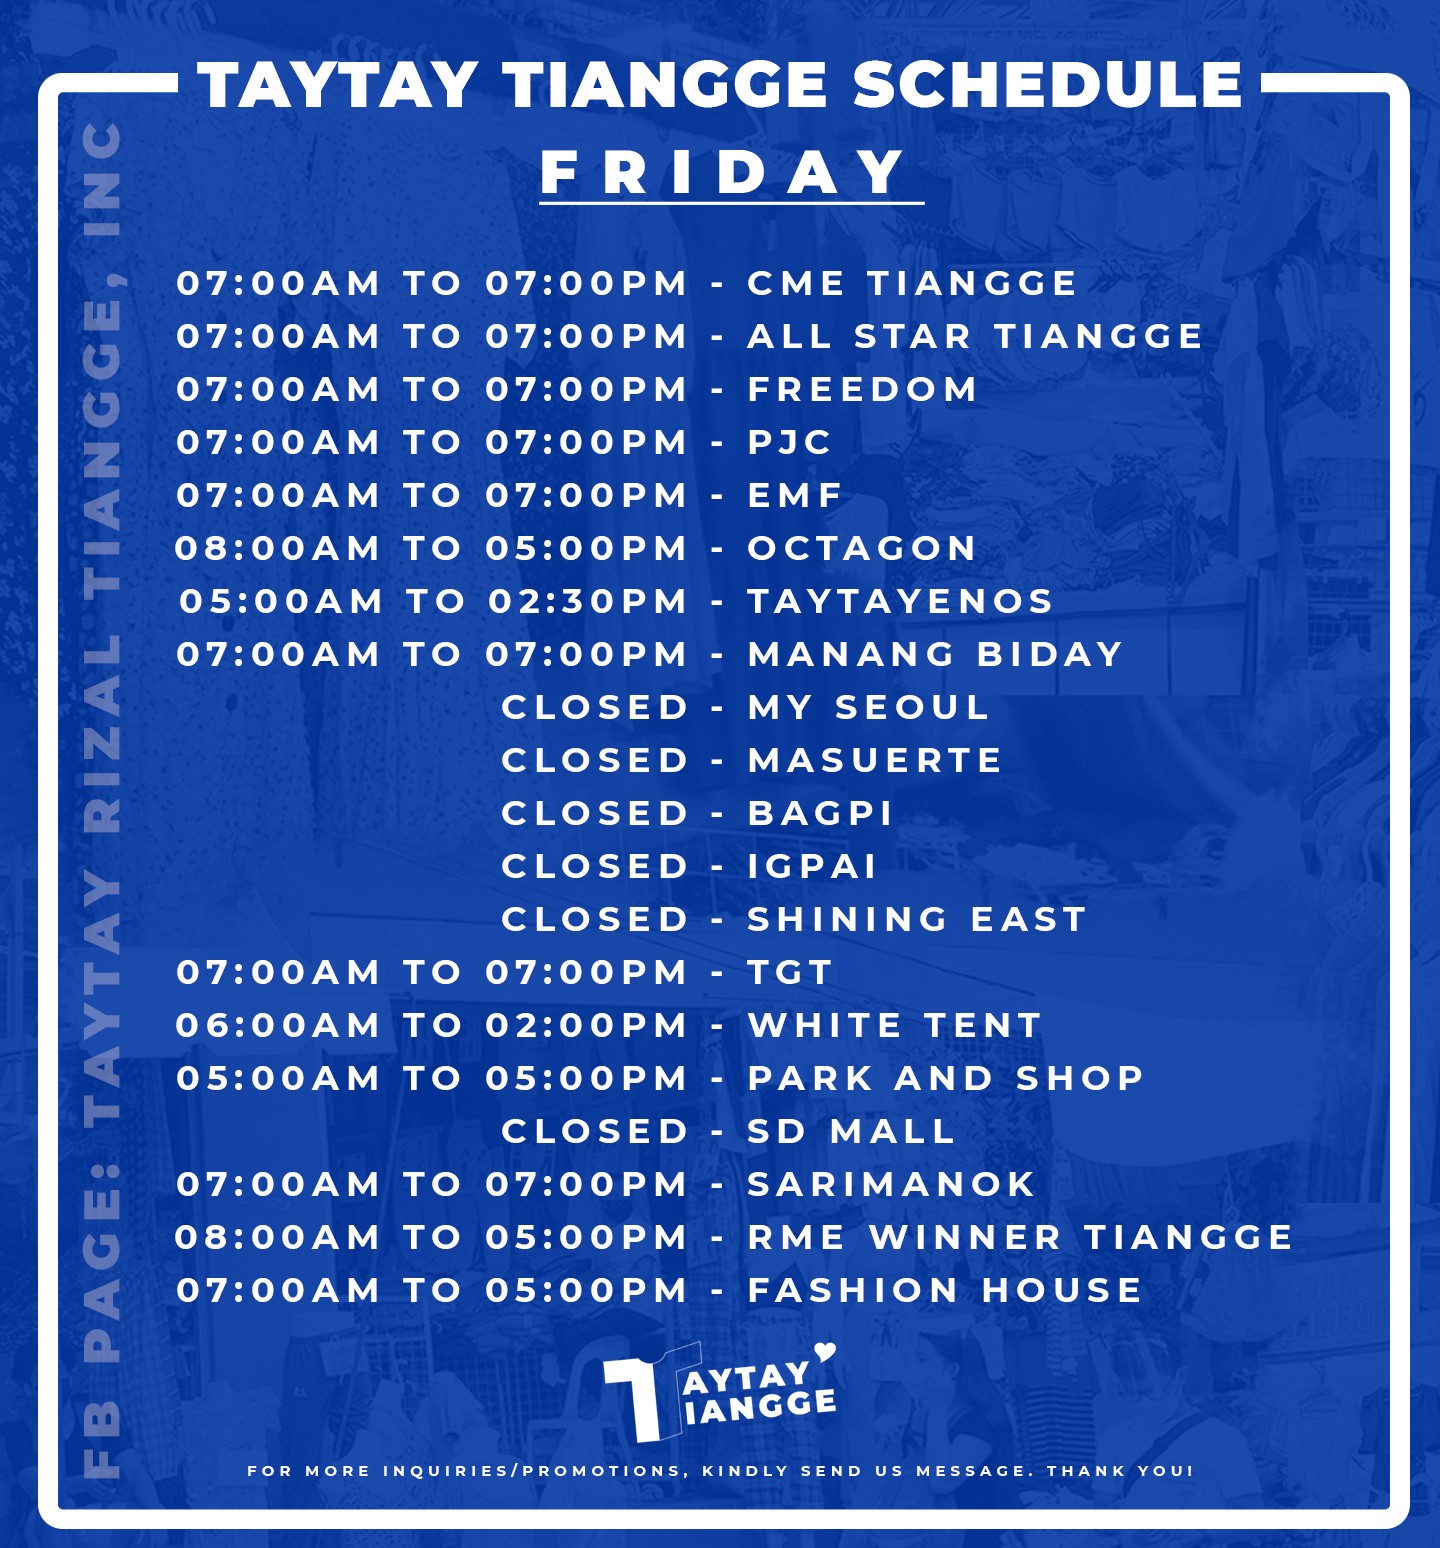 TAYTAY TIANGGE SCHEDULE
FRIDAY
07:00AM TO 07:00PM - CME TIANGGE
07:00AM TO 07:00PM - ALL STAR TIANGGE
07:00AM TO 07:00PM - FREEDOM
07:00AM TO 07:00PM - PJC
07:00AM TO 07:00PM - EMF
08:00AM TO 05:00PM - OCTAGON
05:00AM TO 02:30PM - TAYTAYENOS
07:00AM TO 07:00PM - MANANG BIDAY
CLOSED - MY SEOUL
CLOSED - MASUERTE
CLOSED - BAGPI
CLOSED - IGPAI
CLOSED - SHINING EAST
07:00AM TO 07:00PM - TGT
06:00AM TO 02:00PM - WHITE TENT
05:00AM TO 05:00PM - PARK AND SHOP
CLOSED - SD MALL
07:00AM TO 07:00PM - SARIMANOK
08:00AM TO 05:00PM - RME WINNER TIANGGE
07:00AM TO 05:00PM - FASHION HOUSE
TAYTAY
TIANGGE
FOR MORE INQUIRIES/PROMOTIONS, KINDLY SEND US MESSAGE. THANK YOU!
FB PAGE: TAYTAY RIZAL TIANGGE, INC